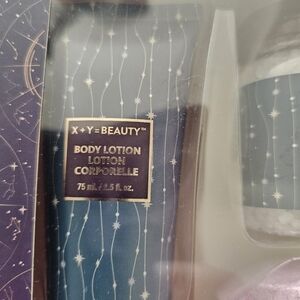 X + Y = BEAUTY™
BODY LOTION
LOTION
CORPORELLE
75 ml. / 2.5 fl. oz.